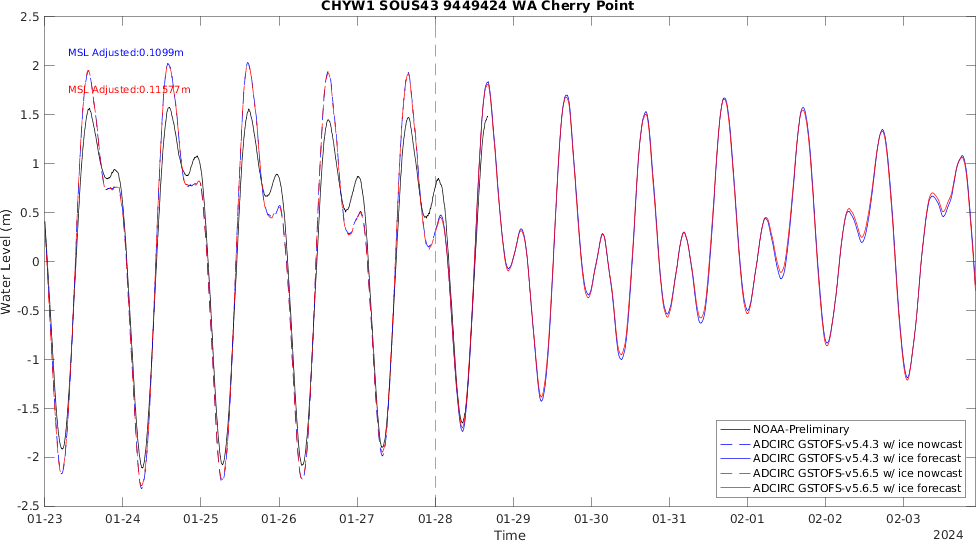 CHYW1 SOUS43 9449424 WA Cherry Point
MSL Adjusted:0.1099m
MSL Adjusted:0.11577m
Water Level (m)
2.5
2
1.5
1
0.5
0
-0.5
-1
-1.5
-2
-2.5
NOAA-Preliminary
ADCIRC GSTOFS-v5.4.3 w/ ice nowcast
ADCIRC GSTOFS-v5.4.3 w/ ice forecast
ADCIRC GSTOFS-v5.6.5 w/ ice nowcast
ADCIRC GSTOFS-v5.6.5 w/ ice forecast
01-23 01-24 01-25 01-26 01-27 01-28 01-29 01-30 01-31 02-01 02-02 02-03
Time
2024